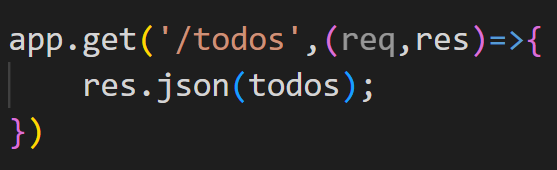 app.get('/todos',(req,res)=>{
    res.json(todos);
})